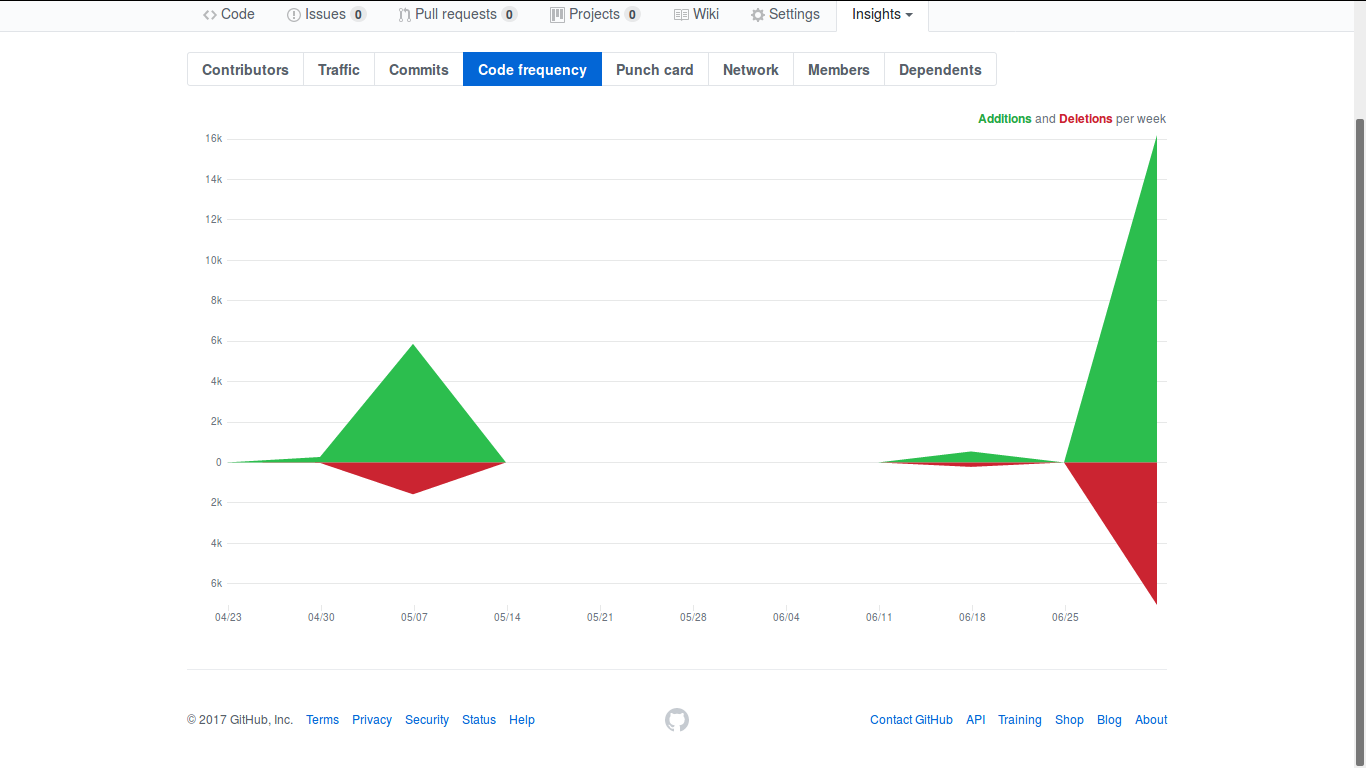 Code Issues 0 Pull requests 0 Projects 0 Wiki Settings Insights
Contributors Traffic Commits Code frequency Punch card Network Members Dependents
Additions and Deletions per week
16k
14k
12k
10k
8k
6k
4k
2k
0
2k
4k
6k
04/23 04/30 05/07 05/14 05/21 05/28 06/04 06/11 06/18 06/25
© 2017 GitHub, Inc. Terms Privacy Security Status Help Contact GitHub API Training Shop Blog About